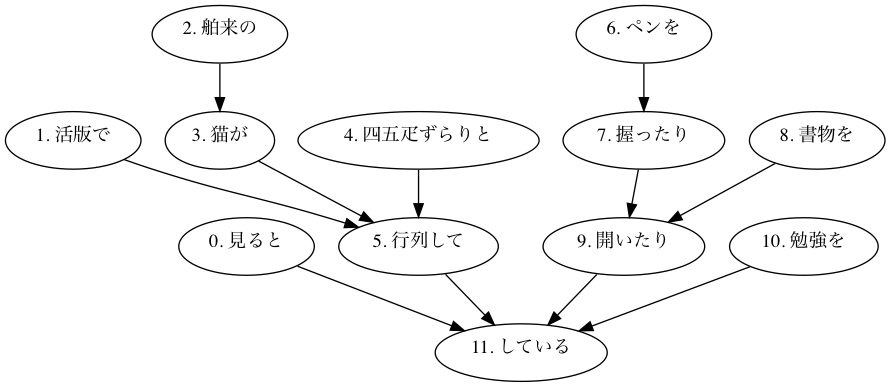 2. 舶来の
6. ペンを
1. 活版で
3. 猫が
4. 四五疋ずらりと
7. 握ったり
8. 書物を
0. 見ると
5. 行列して
9. 開いたり
10. 勉強を
11. している